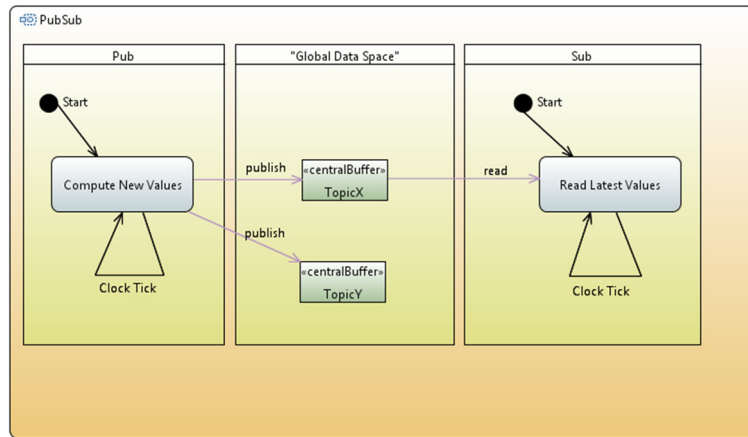 PubSub
Pub
"Global Data Space"
Sub
Start
Start
Compute New Values
publish
«centralBuffer»
TopicX
read
Read Latest Values
publish
«centralBuffer»
TopicY
Clock Tick
Clock Tick